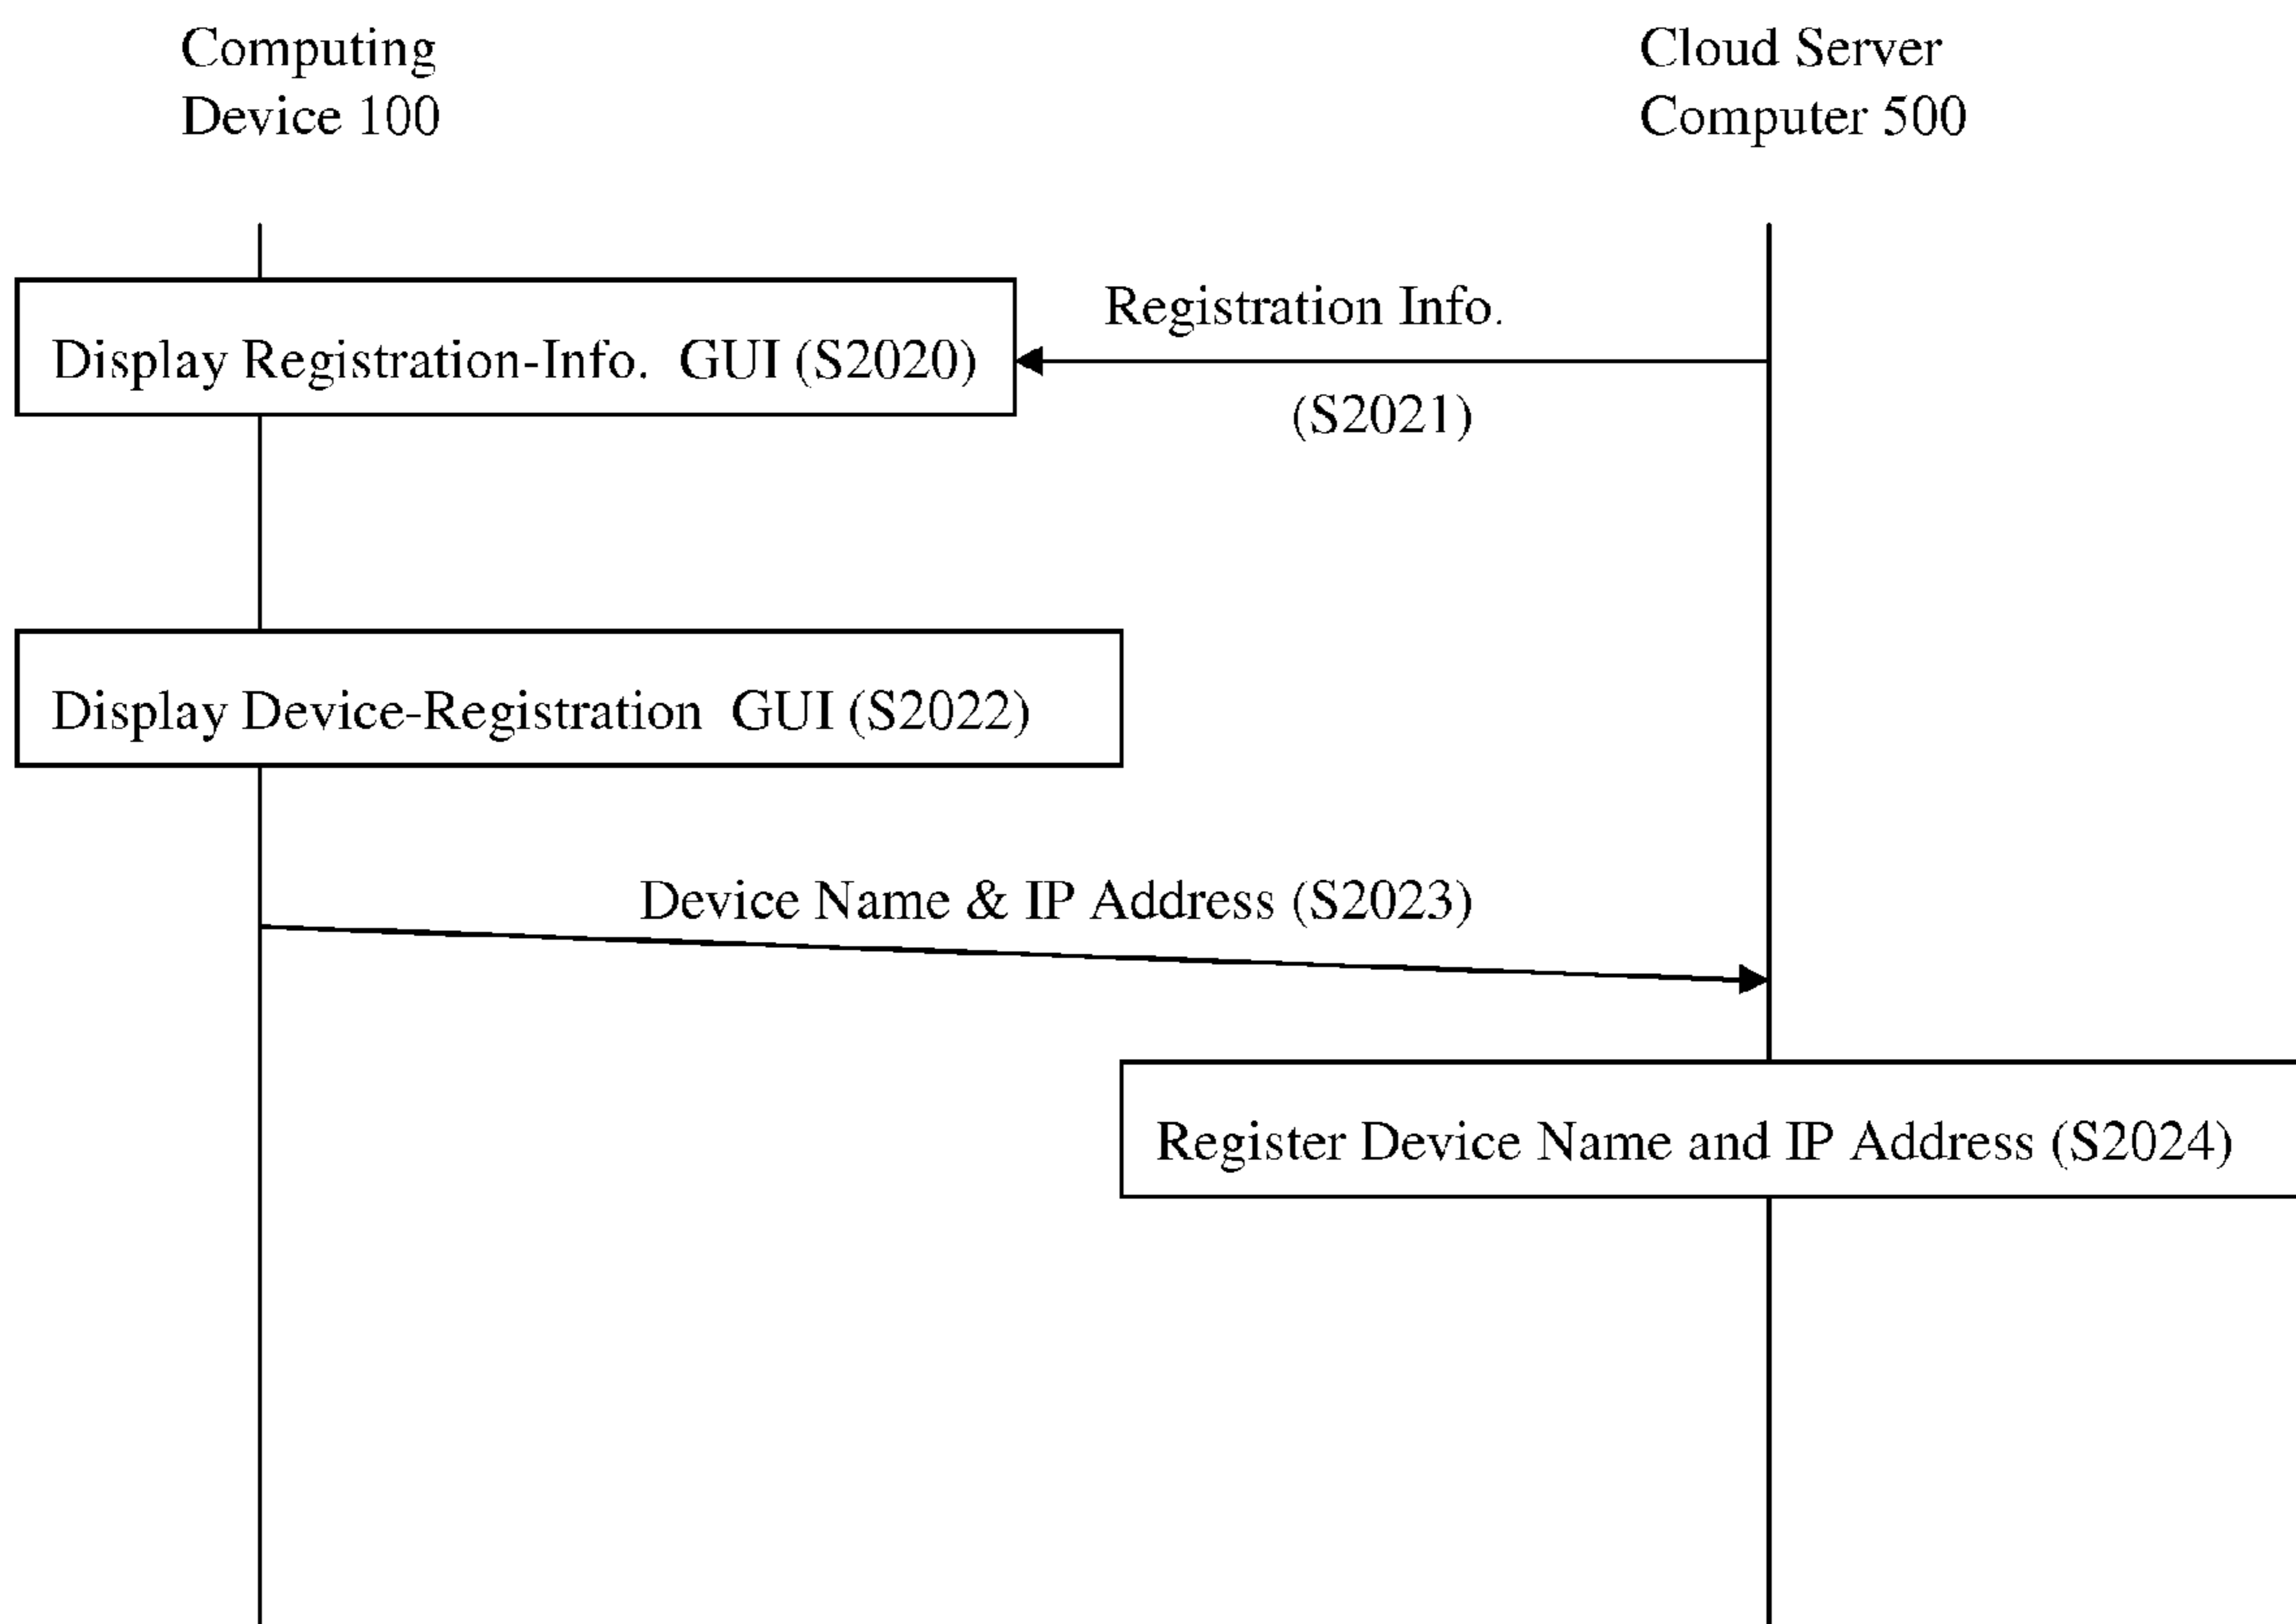 Computing
Device 100
Cloud Server
Computer 500
Registration Info.
Display Registration-Info. GUI (S2020)
(S2021)
Display Device-Registration GUI (S2022)
Device Name & IP Address (S2023)
Register Device Name and IP Address (S2024)